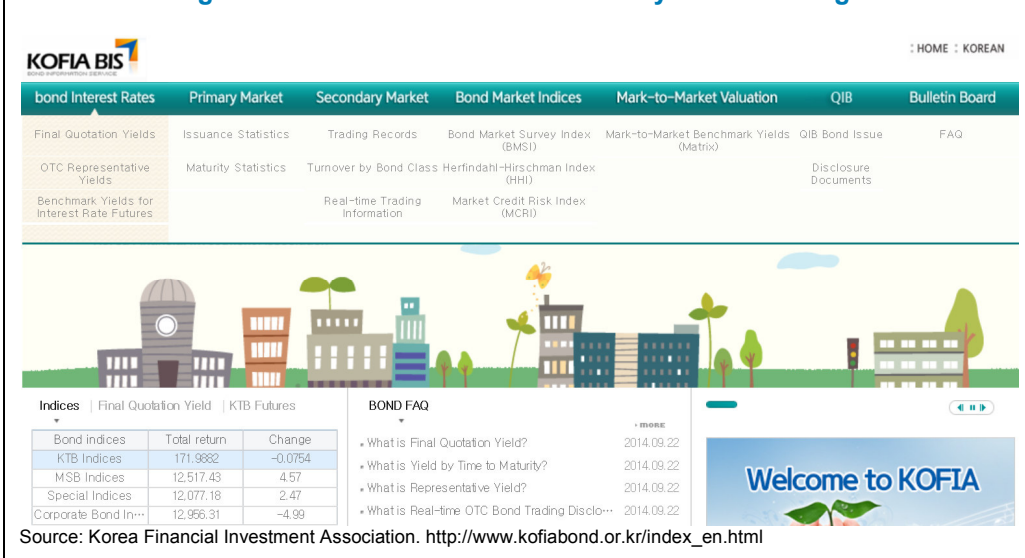 KOFIA BIS
BOND INFORMATION SERVICE
: HOME : KOREAN
bond Interest Rates Primary Market Secondary Market Bond Market Indices Mark-to-Market Valuation QIB Bulletin Board
Final Quotation Yields Issuance Statistics Trading Records Bond Market Survey Index (BMSI) Mark-to-Market Benchmark Yields (Matrix) QIB Bond Issue FAQ
OTC Representative Yields Maturity Statistics Turnover by Bond Class Herfindahl-Hirschman Index (HHI) Disclosure Documents
Benchmark Yields for Interest Rate Futures Real-time Trading Information Market Credit Risk Index (MCRI)
Indices | Final Quotation Yield | KTB Futures
Bond indices Total return Change
KTB Indices 171.9882 -0.0754
MSB Indices 12,517.43 4.57
Special Indices 12,077.18 2.47
Corporate Bond In··· 12,956.31 -4.99
BOND FAQ
· MORE
What is Final Quotation Yield? 2014.09.22
What is Yield by Time to Maturity? 2014.09.22
What is Representative Yield? 2014.09.22
What is Real-time OTC Bond Trading Disclo··· 2014.09.22
Welcome to KOFIA
Source: Korea Financial Investment Association. http://www.kofiabond.or.kr/index_en.html